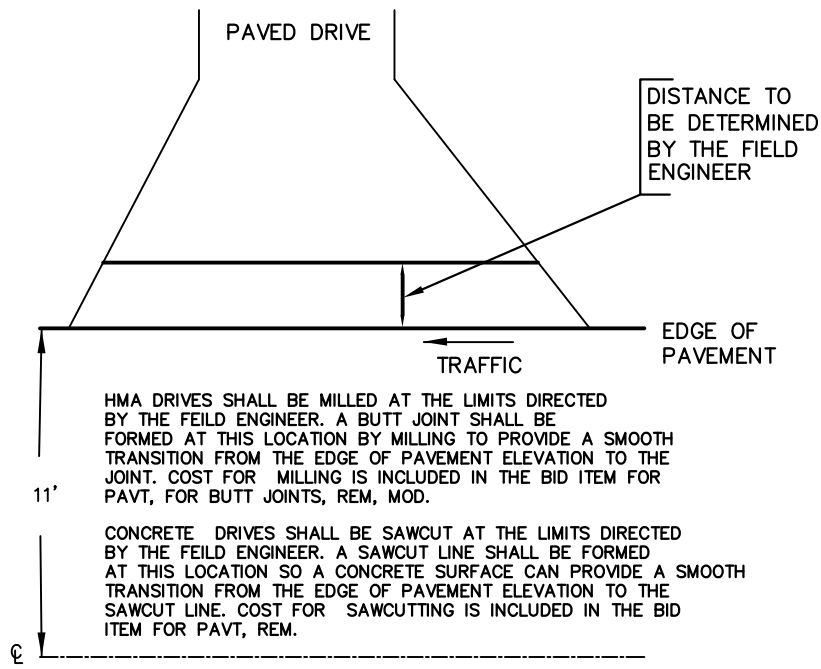 PAVED DRIVE
DISTANCE TO
BE DETERMINED
BY THE FIELD
ENGINEER
EDGE OF
PAVEMENT
TRAFFIC
HMA DRIVES SHALL BE MILLED AT THE LIMITS DIRECTED
BY THE FEILD ENGINEER. A BUTT JOINT SHALL BE
FORMED AT THIS LOCATION BY MILLING TO PROVIDE A SMOOTH
TRANSITION FROM THE EDGE OF PAVEMENT ELEVATION TO THE
JOINT. COST FOR MILLING IS INCLUDED IN THE BID ITEM FOR
PAVT, FOR BUTT JOINTS, REM, MOD.
11'
CONCRETE DRIVES SHALL BE SAWCUT AT THE LIMITS DIRECTED
BY THE FEILD ENGINEER. A SAWCUT LINE SHALL BE FORMED
AT THIS LOCATION SO A CONCRETE SURFACE CAN PROVIDE A SMOOTH
TRANSITION FROM THE EDGE OF PAVEMENT ELEVATION TO THE
SAWCUT LINE. COST FOR SAWCUTTING IS INCLUDED IN THE BID
ITEM FOR PAVT, REM.
℄